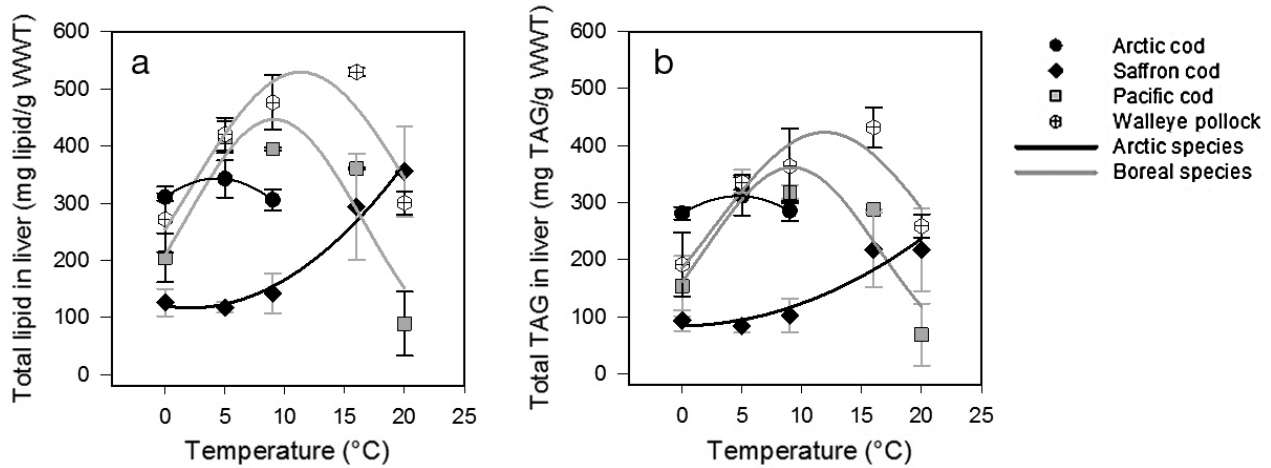 a
Total lipid in liver (mg lipid/g WWT)
600
500
400
300
200
100
0
0 5 10 15 20 25
Temperature (°C)
b
Total TAG in liver (mg TAG/g WWT)
600
500
400
300
200
100
0
0 5 10 15 20 25
Temperature (°C)
Arctic cod
Saffron cod
Pacific cod
Walleye pollock
Arctic species
Boreal species